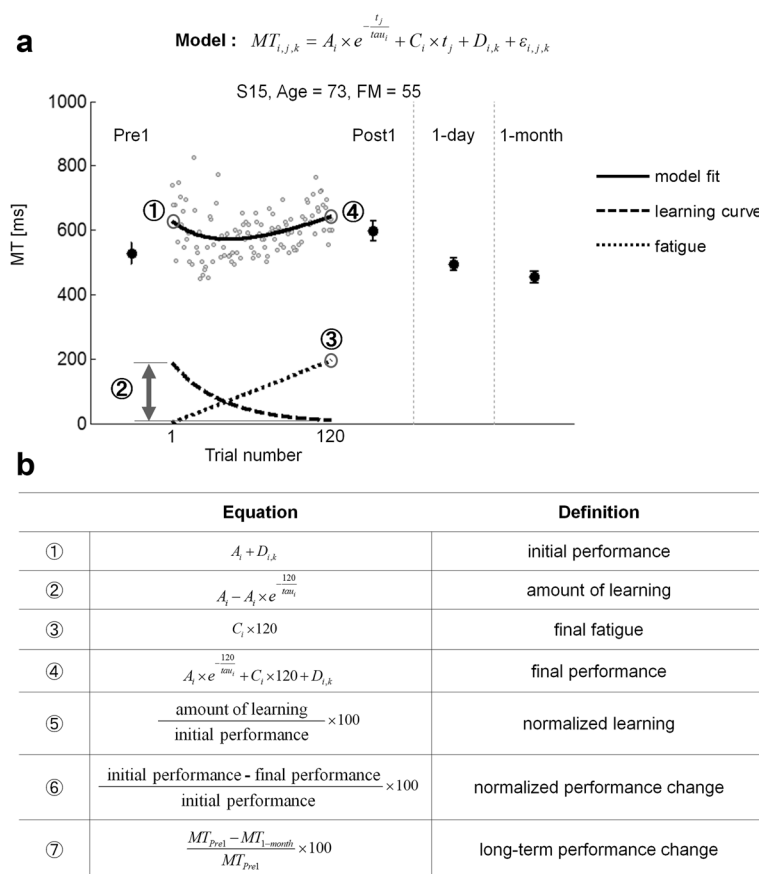 a
Model : MT_{i,j,k} = A_i × e^{-t_j/tau_i} + C_i × t_j + D_{i,k} + ε_{i,j,k}
S15, Age = 73, FM = 55
1000
Pre1 Post1 1-day 1-month
800
model fit
① ④
learning curve
600
fatigue
MT [ms]
400
③
200
②
0
1 120
Trial number
b
Equation Definition
① A_i + D_{i,k} initial performance
② A_i − A_i × e^{-120/tau_i} amount of learning
③ C_i × 120 final fatigue
④ A_i × e^{-120/tau_i} + C_i × 120 + D_{i,k} final performance
⑤ amount of learning / initial performance × 100 normalized learning
⑥ initial performance - final performance / initial performance × 100 normalized performance change
⑦ MT_{Pre1} − MT_{1-month} / MT_{Pre1} × 100 long-term performance change